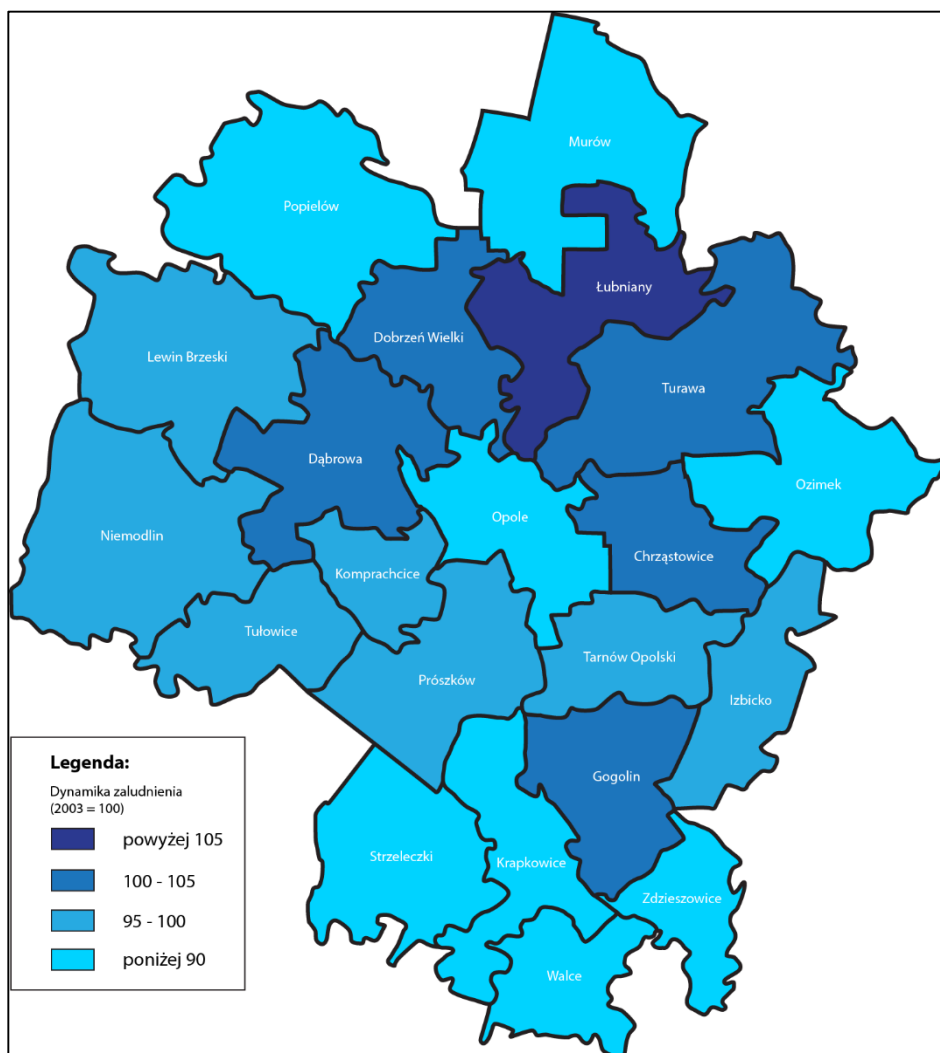 Murów
Popielów
Łubniany
Dobrzeń Wielki
Lewin Brzeski
Turawa
Dąbrowa
Ozimek
Opole
Niemodlin
Chrząstowice
Komprachcice
Tułowice
Tarnów Opolski
Prószków
Izbicko
Gogolin
Strzeleczki
Krapkowice
Zdzieszowice
Walce
Legenda:
Dynamika zaludnienia
(2003 = 100)
powyżej 105
100 - 105
95 - 100
poniżej 90